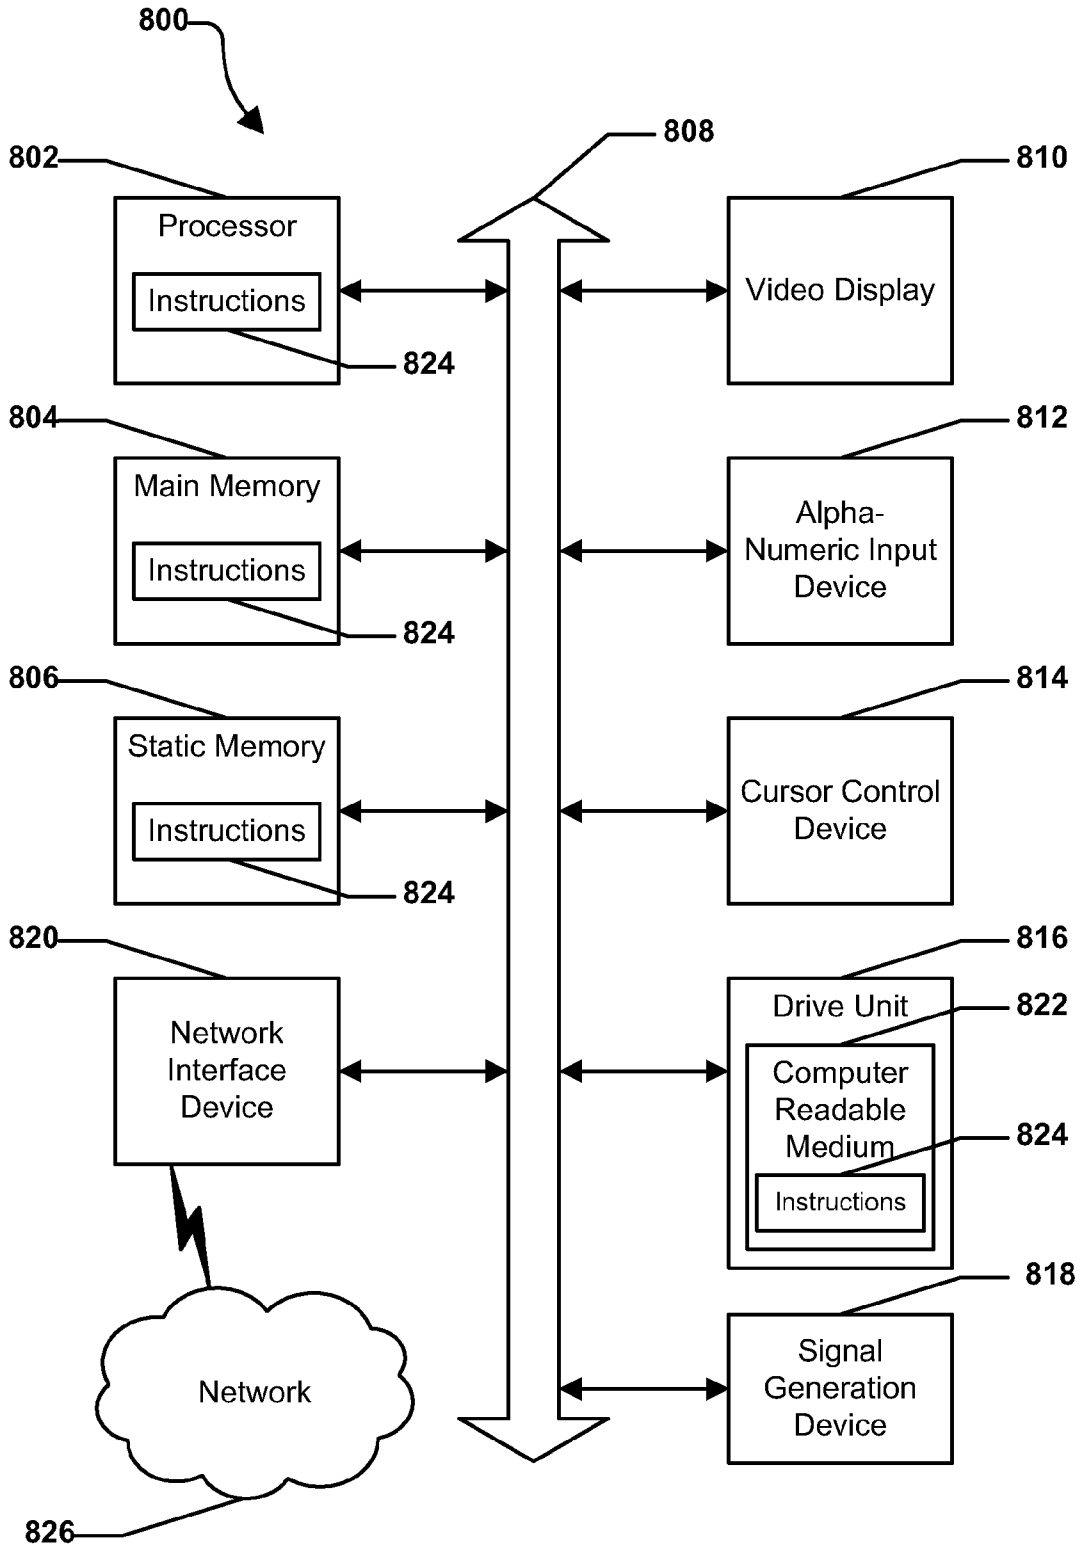 800
808
802
Processor
Instructions
824
810
Video Display
804
Main Memory
Instructions
824
812
Alpha-
Numeric Input
Device
806
Static Memory
Instructions
824
814
Cursor Control
Device
820
Network
Interface
Device
816
Drive Unit
822
Computer
Readable
Medium
824
Instructions
818
Signal
Generation
Device
Network
826